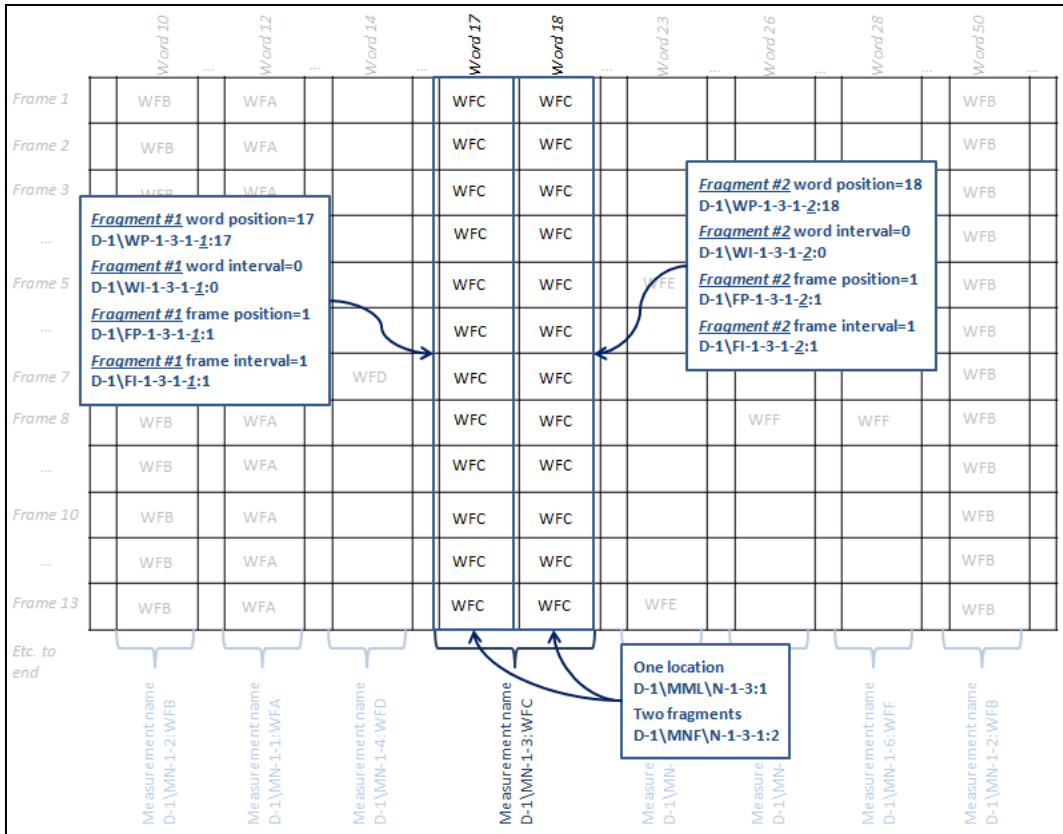 Word 10 ... Word 12 ... Word 14 ... Word 17 Word 18 ... Word 23 ... Word 26 ... Word 28 ... Word 50 ...
Frame 1 WFB WFA WFC WFC WFB
Frame 2 WFB WFA WFC WFC WFB
Frame 3 WFB WFA WFC WFC WFB
... WFC WFC WFB
Frame 5 WFC WFC WFE WFB
... WFC WFC WFB
Frame 7 WFD WFC WFC WFB
Frame 8 WFB WFA WFC WFC WFF WFF WFB
... WFB WFA WFC WFC WFB
Frame 10 WFB WFA WFC WFC WFB
... WFB WFA WFC WFC WFB
Frame 13 WFB WFA WFC WFC WFE WFB
Etc. to
end
Fragment #1 word position=17
D-1\WP-1-3-1-1:17
Fragment #1 word interval=0
D-1\WI-1-3-1-1:0
Fragment #1 frame position=1
D-1\FP-1-3-1-1:1
Fragment #1 frame interval=1
D-1\FI-1-3-1-1:1
Fragment #2 word position=18
D-1\WP-1-3-1-2:18
Fragment #2 word interval=0
D-1\WI-1-3-1-2:0
Fragment #2 frame position=1
D-1\FP-1-3-1-2:1
Fragment #2 frame interval=1
D-1\FI-1-3-1-2:1
One location
D-1\MML\N-1-3:1
Two fragments
D-1\MNF\N-1-3-1:2
Measurement name
D-1\MN-1-2:WFB
Measurement name
D-1\MN-1-1:WFA
Measurement name
D-1\MN-1-4:WFD
Measurement name
D-1\MN-1-3:WFC
Measurement name
D-1\MN-1-6:WFF
Measurement name
D-1\MN-1-2:WFB